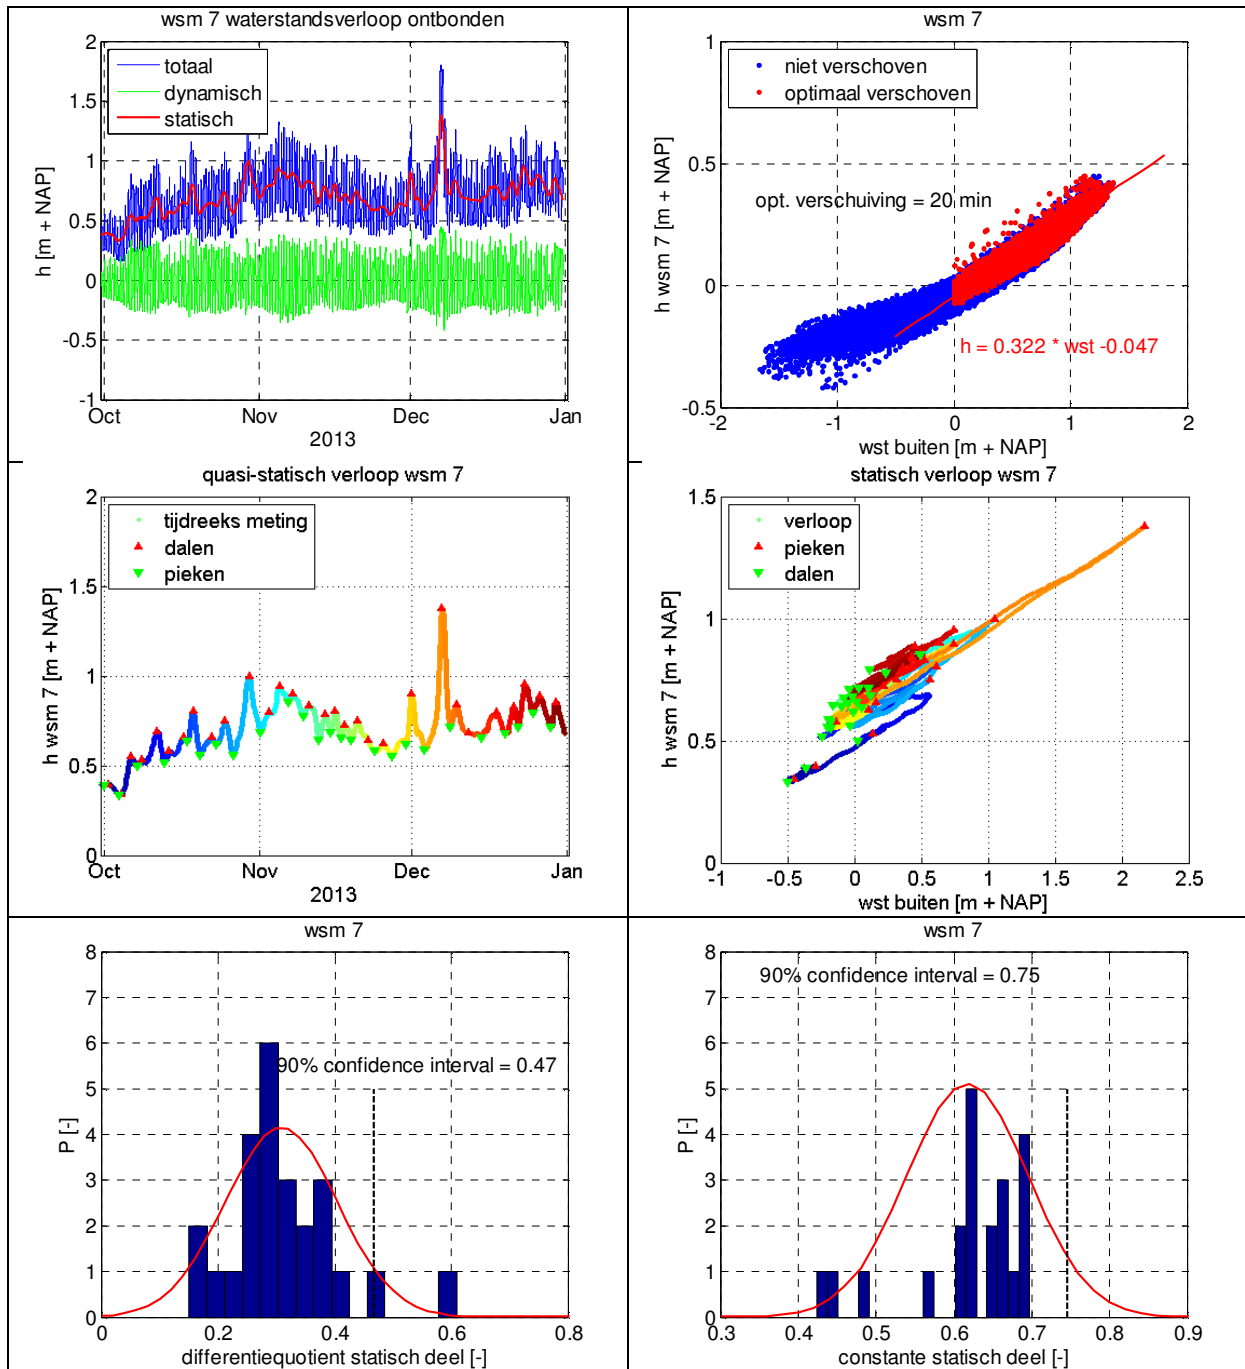 wsm 7 waterstandsverloop ontbonden
2
1.5
1
0.5
0
-0.5
-1
h [m + NAP]
totaal
dynamisch
statisch
Oct
Nov
Dec
Jan
2013
wsm 7
1
0.5
0
-0.5
h wsm 7 [m + NAP]
niet verschoven
optimaal verschoven
opt. verschuiving = 20 min
h = 0.322 * wst -0.047
-2
-1
0
1
2
wst buiten [m + NAP]
quasi-statisch verloop wsm 7
2
1.5
1
0.5
0
h wsm 7 [m + NAP]
tijdreeks meting
dalen
pieken
Oct
Nov
Dec
Jan
2013
statisch verloop wsm 7
1.5
1
0.5
0
h wsm 7 [m + NAP]
verloop
pieken
dalen
-1
-0.5
0
0.5
1
1.5
2
2.5
wst buiten [m + NAP]
wsm 7
8
7
6
5
4
3
2
1
0
P [-]
90% confidence interval = 0.47
0
0.2
0.4
0.6
0.8
differentiequotient statisch deel [-]
wsm 7
8
7
6
5
4
3
2
1
0
P [-]
90% confidence interval = 0.75
0.3
0.4
0.5
0.6
0.7
0.8
0.9
constante statisch deel [-]